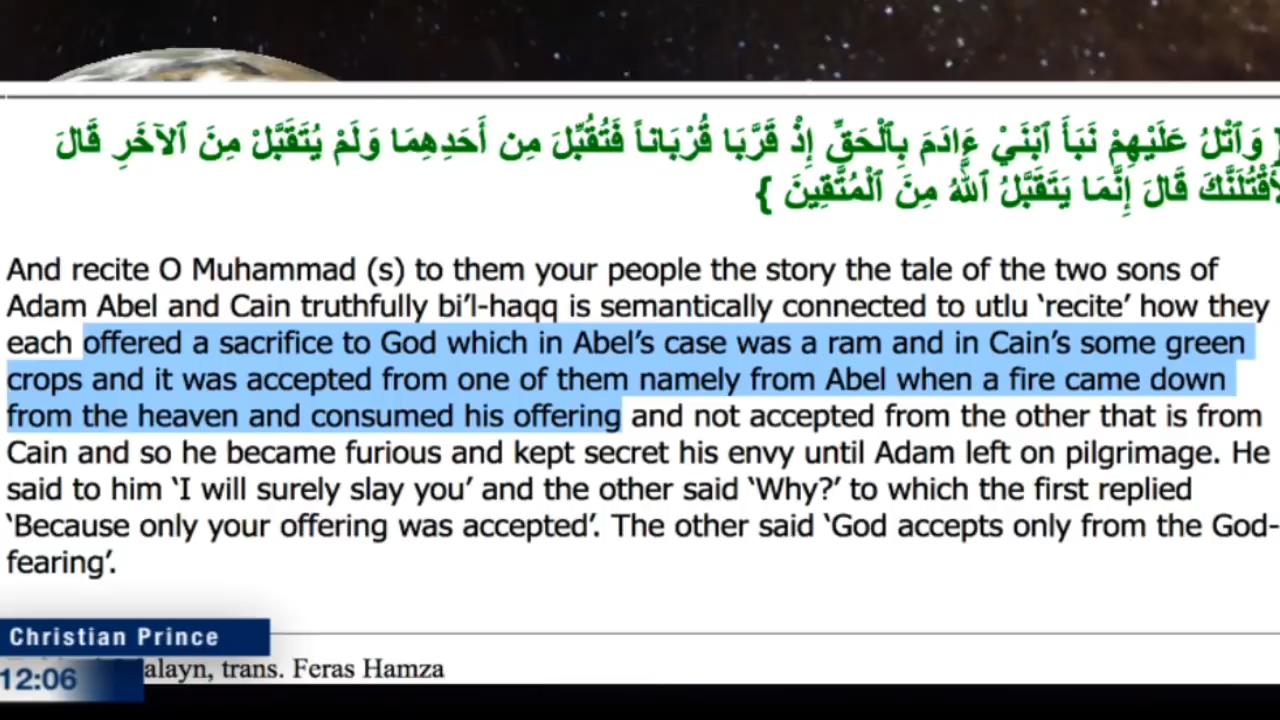 وَٱتْلُ عَلَيْهِمْ نَبَأَ ٱبْنَيْ ءَادَمَ بِٱلْحَقِّ إِذْ قَرَّبَا قُرْبَاناً فَتُقُبِّلَ مِن أَحَدِهِمَا وَلَمْ يُتَقَبَّلْ مِنَ ٱلآخَرِ قَالَ
لأَقْتُلَنَّكَ قَالَ إِنَّمَا يَتَقَبَّلُ ٱللَّهُ مِنَ ٱلْمُتَّقِينَ }
And recite O Muhammad (s) to them your people the story the tale of the two sons of
Adam Abel and Cain truthfully bi’l-haqq is semantically connected to utlu ‘recite’ how they
each offered a sacrifice to God which in Abel’s case was a ram and in Cain’s some green
crops and it was accepted from one of them namely from Abel when a fire came down
from the heaven and consumed his offering and not accepted from the other that is from
Cain and so he became furious and kept secret his envy until Adam left on pilgrimage. He
said to him ‘I will surely slay you’ and the other said ‘Why?’ to which the first replied
‘Because only your offering was accepted’. The other said ‘God accepts only from the God-
fearing’.
Christian Prince
12:06
alalayn, trans. Feras Hamza